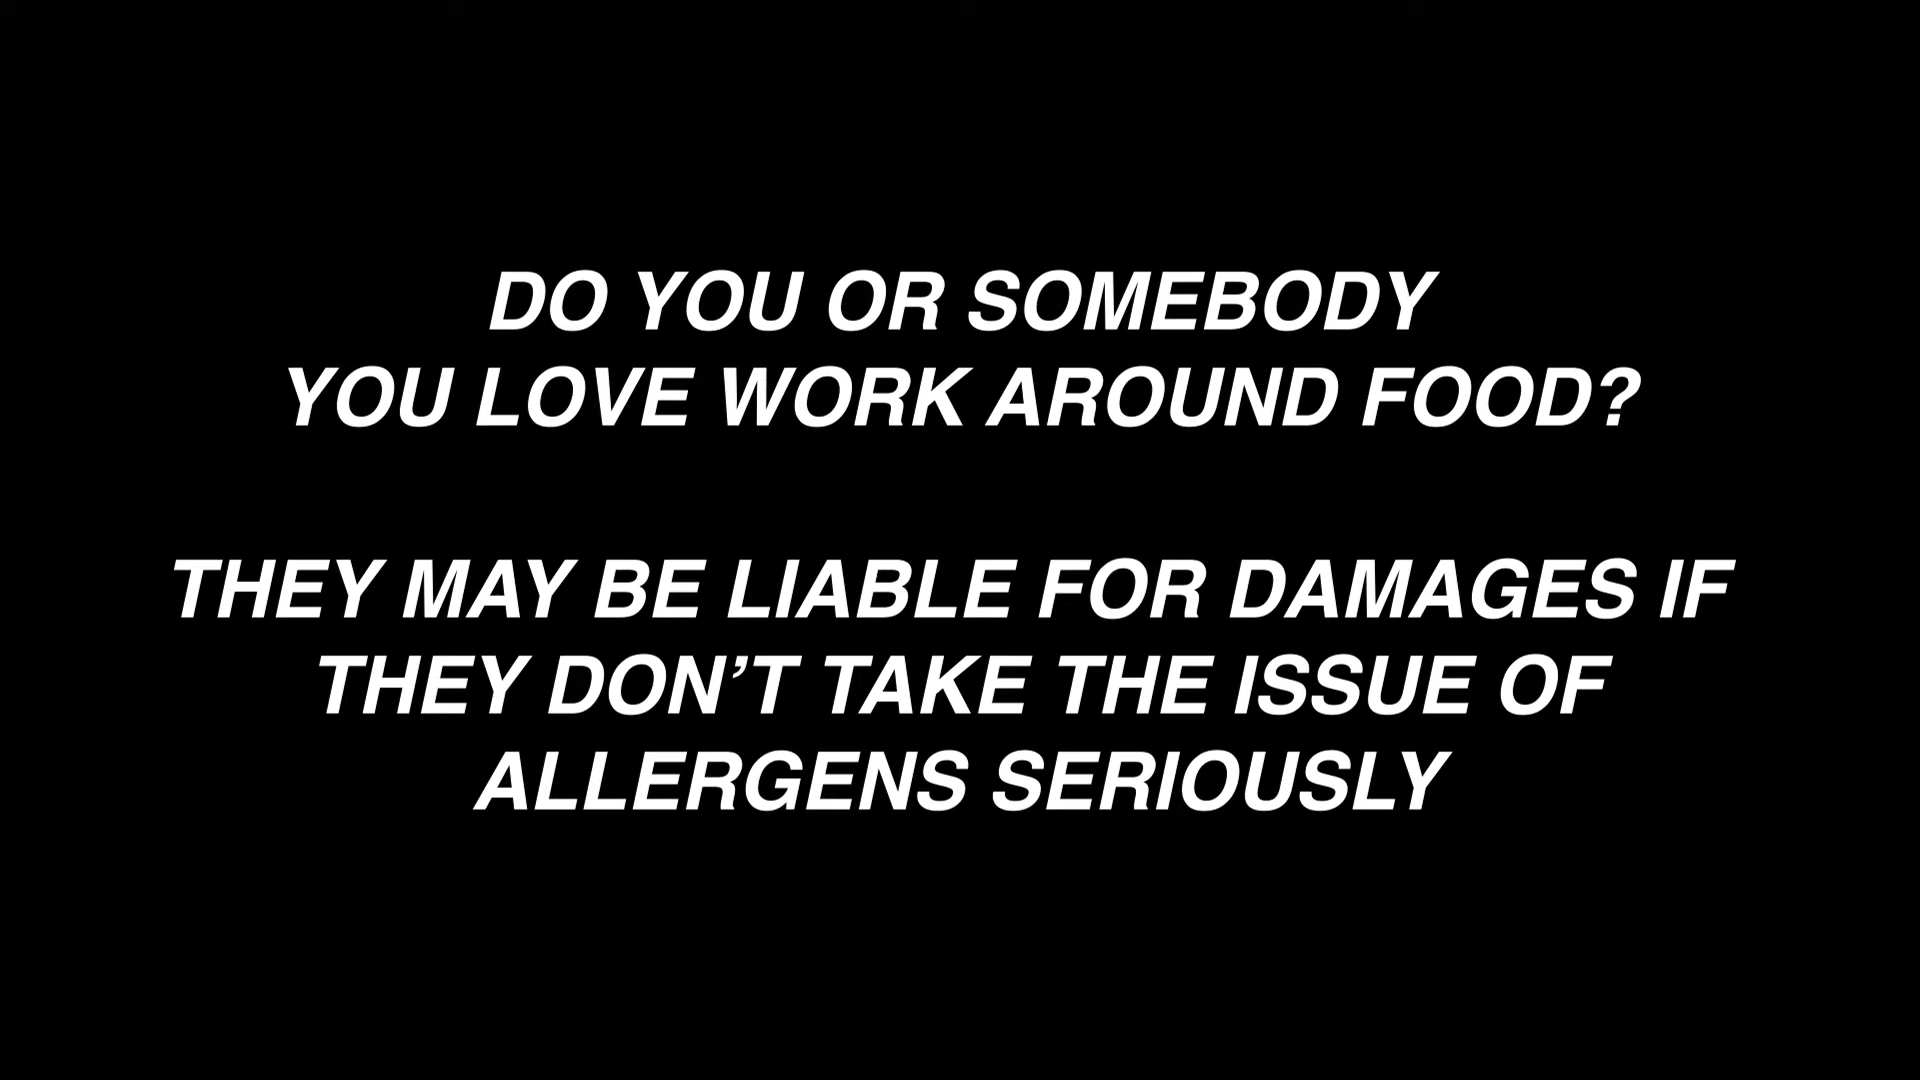 DO YOU OR SOMEBODY
YOU LOVE WORK AROUND FOOD?
THEY MAY BE LIABLE FOR DAMAGES IF
THEY DON’T TAKE THE ISSUE OF
ALLERGENS SERIOUSLY